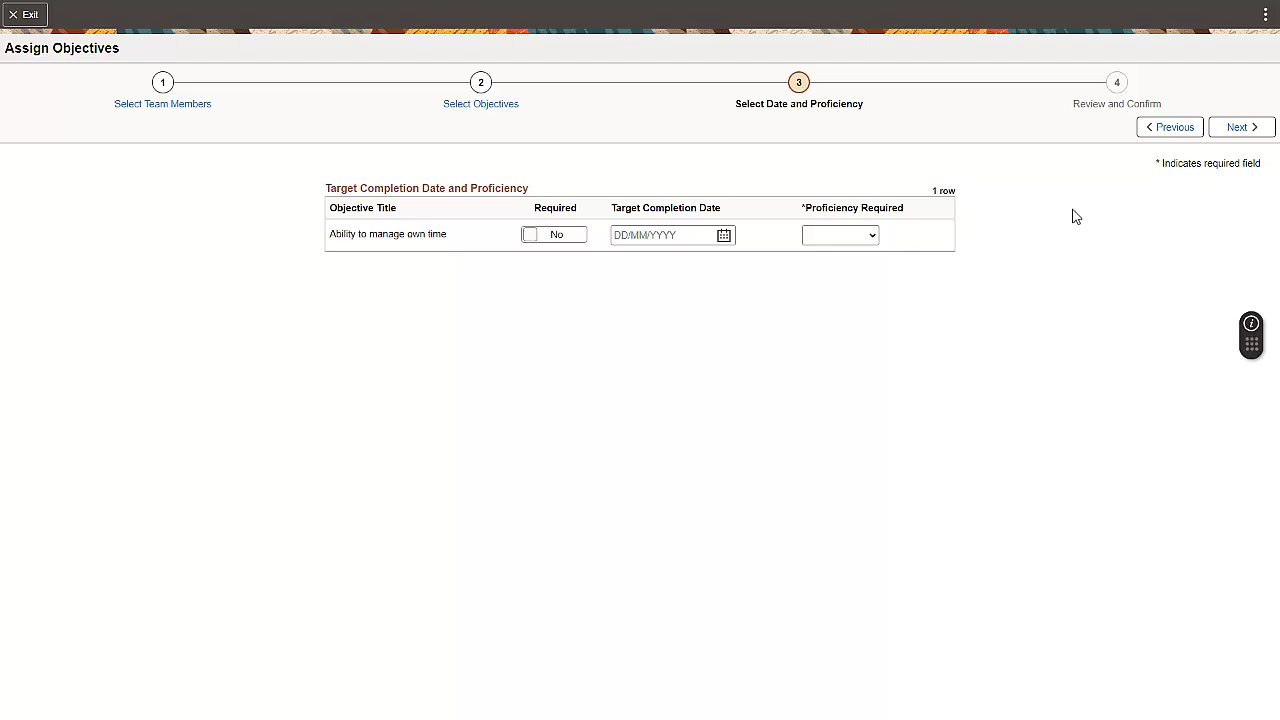 Exit
Assign Objectives
1 2 3 4
Select Team Members Select Objectives Select Date and Proficiency Review and Confirm
Previous Next
* Indicates required field
Target Completion Date and Proficiency 1 row
Objective Title Required Target Completion Date *Proficiency Required
Ability to manage own time No DD/MM/YYYY
i